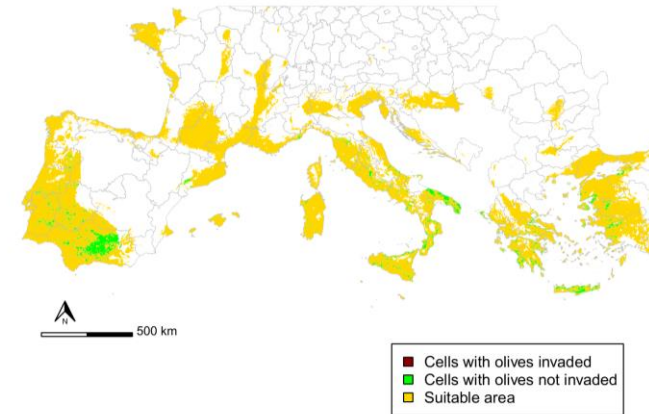 N
500 km
Cells with olives invaded
Cells with olives not invaded
Suitable area